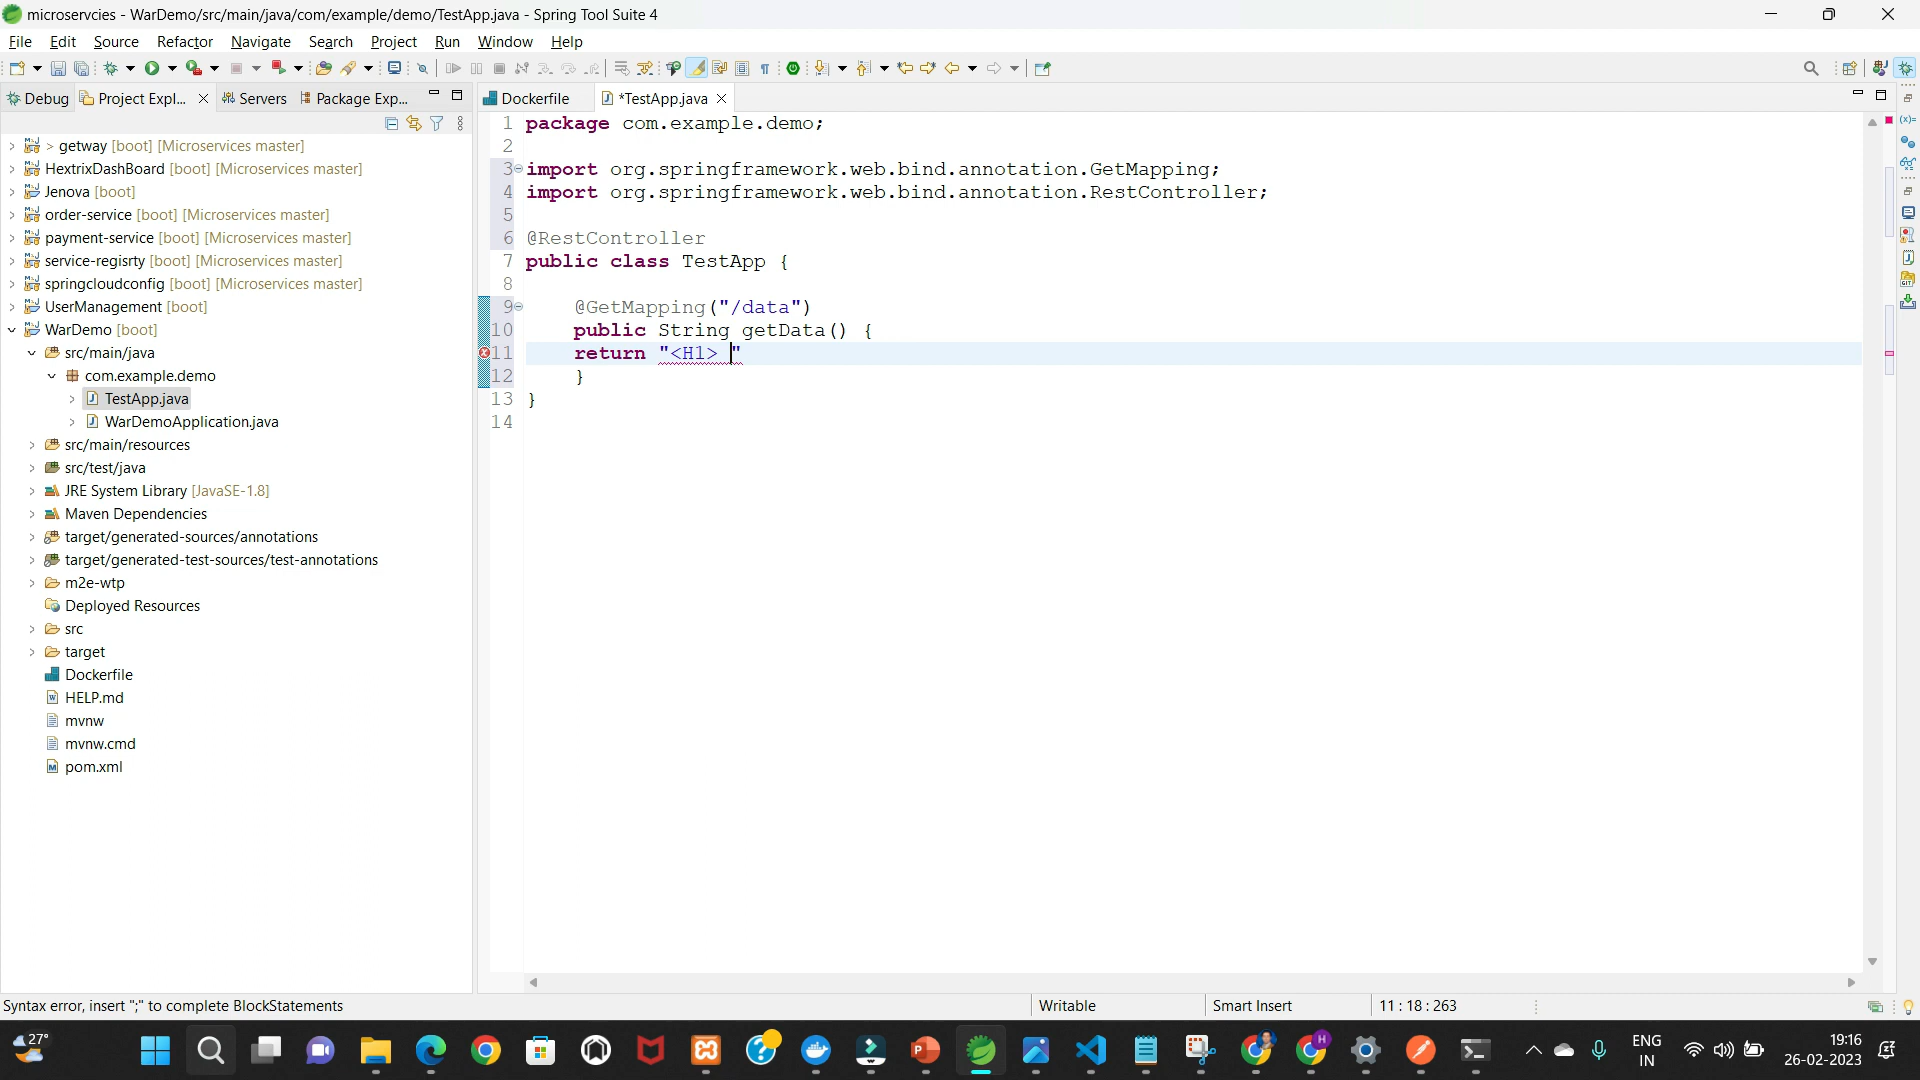 microservcies - WarDemo/src/main/java/com/example/demo/TestApp.java - Spring Tool Suite 4
File Edit Source Refactor Navigate Search Project Run Window Help
Debug Project Expl... Servers Package Exp... Dockerfile *TestApp.java
> getway [boot] [Microservices master]
HextrixDashBoard [boot] [Microservices master]
Jenova [boot]
order-service [boot] [Microservices master]
payment-service [boot] [Microservices master]
service-regisrty [boot] [Microservices master]
springcloudconfig [boot] [Microservices master]
UserManagement [boot]
WarDemo [boot]
src/main/java
com.example.demo
TestApp.java
WarDemoApplication.java
src/main/resources
src/test/java
JRE System Library [JavaSE-1.8]
Maven Dependencies
target/generated-sources/annotations
target/generated-test-sources/test-annotations
m2e-wtp
Deployed Resources
src
target
Dockerfile
HELP.md
mvnw
mvnw.cmd
pom.xml
1 package com.example.demo;
2
3 import org.springframework.web.bind.annotation.GetMapping;
4 import org.springframework.web.bind.annotation.RestController;
5
6 @RestController
7 public class TestApp {
8
9 @GetMapping("/data")
10 public String getData() {
11 return "<H1> "
12 }
13 }
14
Syntax error, insert ";" to complete BlockStatements Writable Smart Insert 11 : 18 : 263
27° ENG 19:16
IN 26-02-2023